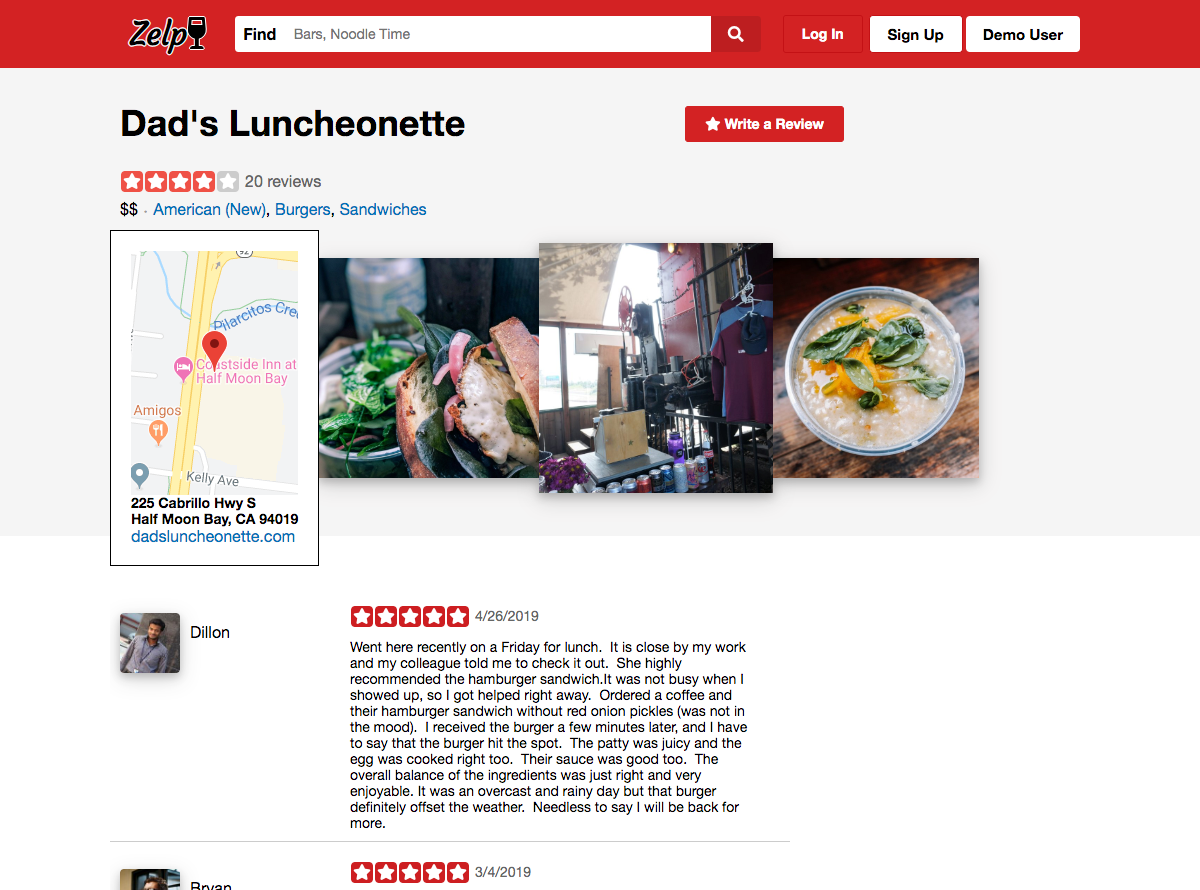 Zelp
Find Bars, Noodle Time
Log In
Sign Up
Demo User
Dad's Luncheonette
Write a Review
20 reviews
$$ · American (New), Burgers, Sandwiches
92
Pilarcitos Cre
Coastside Inn at
Half Moon Bay
Amigos
Kelly Ave
225 Cabrillo Hwy S
Half Moon Bay, CA 94019
dadsluncheonette.com
Dillon
4/26/2019
Went here recently on a Friday for lunch.  It is close by my work
and my colleague told me to check it out.  She highly
recommended the hamburger sandwich.It was not busy when I
showed up, so I got helped right away.  Ordered a coffee and
their hamburger sandwich without red onion pickles (was not in
the mood).  I received the burger a few minutes later, and I have
to say that the burger hit the spot.  The patty was juicy and the
egg was cooked right too.  Their sauce was good too.  The
overall balance of the ingredients was just right and very
enjoyable. It was an overcast and rainy day but that burger
definitely offset the weather.  Needless to say I will be back for
more.
Bryan
3/4/2019